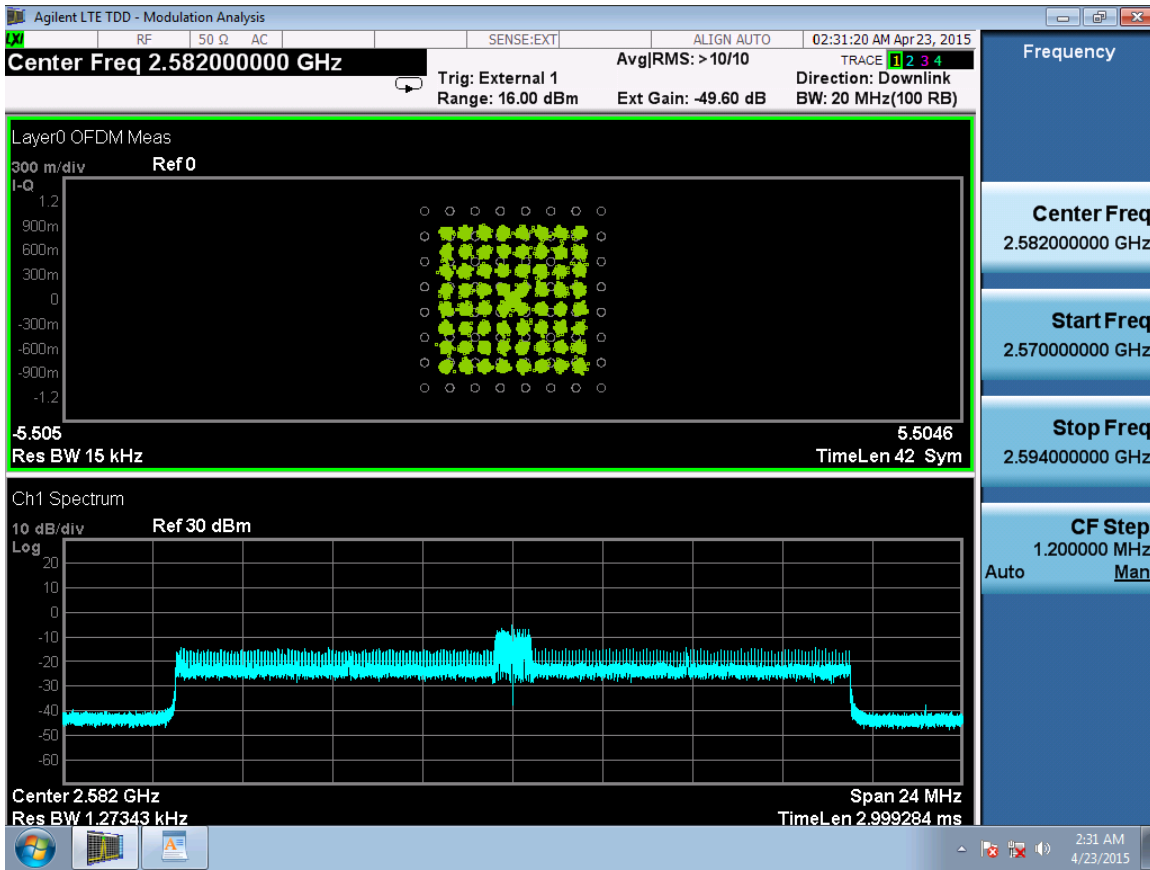 Agilent LTE TDD - Modulation Analysis
LXI RF 50 Ω AC SENSE:EXT ALIGN AUTO 02:31:20 AM Apr 23, 2015
Center Freq 2.582000000 GHz
Trig: External 1
Range: 16.00 dBm
Avg|RMS: >10/10
Ext Gain: -49.60 dB
TRACE 1 2 3 4
Direction: Downlink
BW: 20 MHz(100 RB)
Layer0 OFDM Meas
300 m/div Ref 0
I-Q
1.2
900m
600m
300m
0
-300m
-600m
-900m
-1.2
-5.505 5.5046
Res BW 15 kHz TimeLen 42 Sym
Ch1 Spectrum
10 dB/div Ref 30 dBm
Log
20
10
0
-10
-20
-30
-40
-50
-60
Center 2.582 GHz Span 24 MHz
Res BW 1.27343 kHz TimeLen 2.999284 ms
Frequency
Center Freq
2.582000000 GHz
Start Freq
2.570000000 GHz
Stop Freq
2.594000000 GHz
CF Step
1.200000 MHz
Auto Man
2:31 AM
4/23/2015